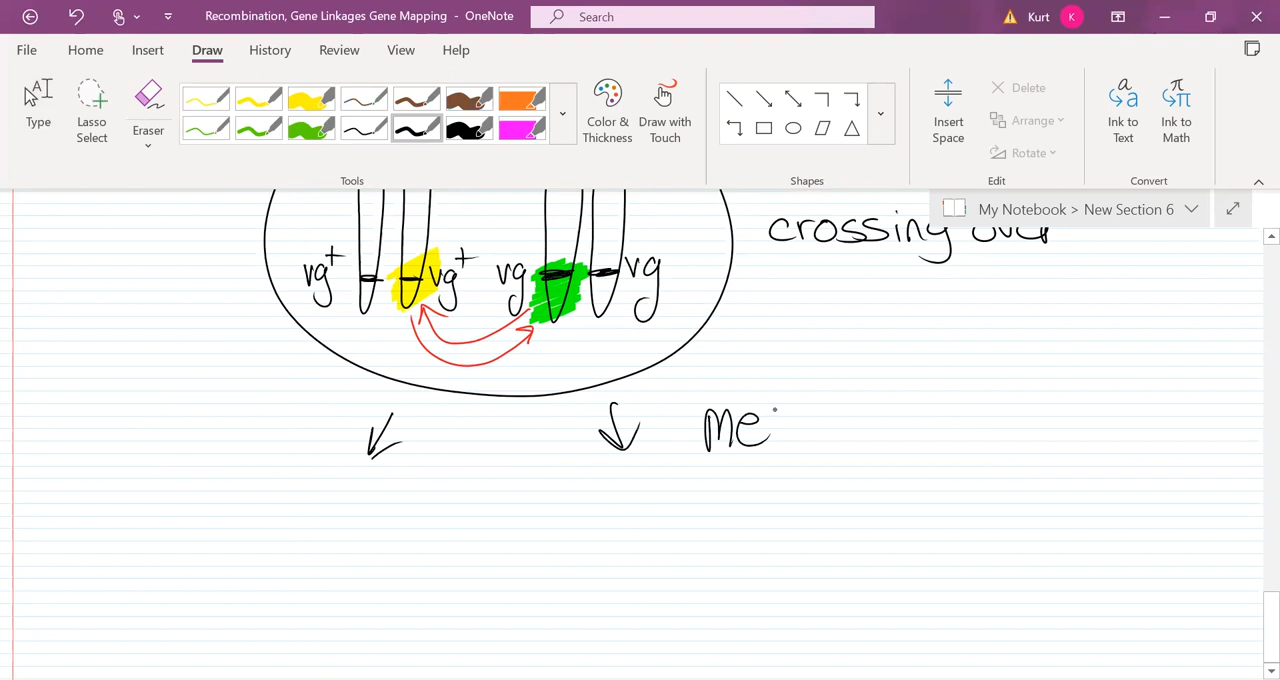 Recombination, Gene Linkages Gene Mapping - OneNote
Search
Kurt
K
File Home Insert Draw History Review View Help
Type
Lasso Select
Eraser
Color & Thickness
Draw with Touch
Insert Space
Delete
Arrange
Rotate
Ink to Text
Ink to Math
Tools
Shapes
Edit
Convert
My Notebook > New Section 6
crossing over
vg+ vg+ vg vg
me